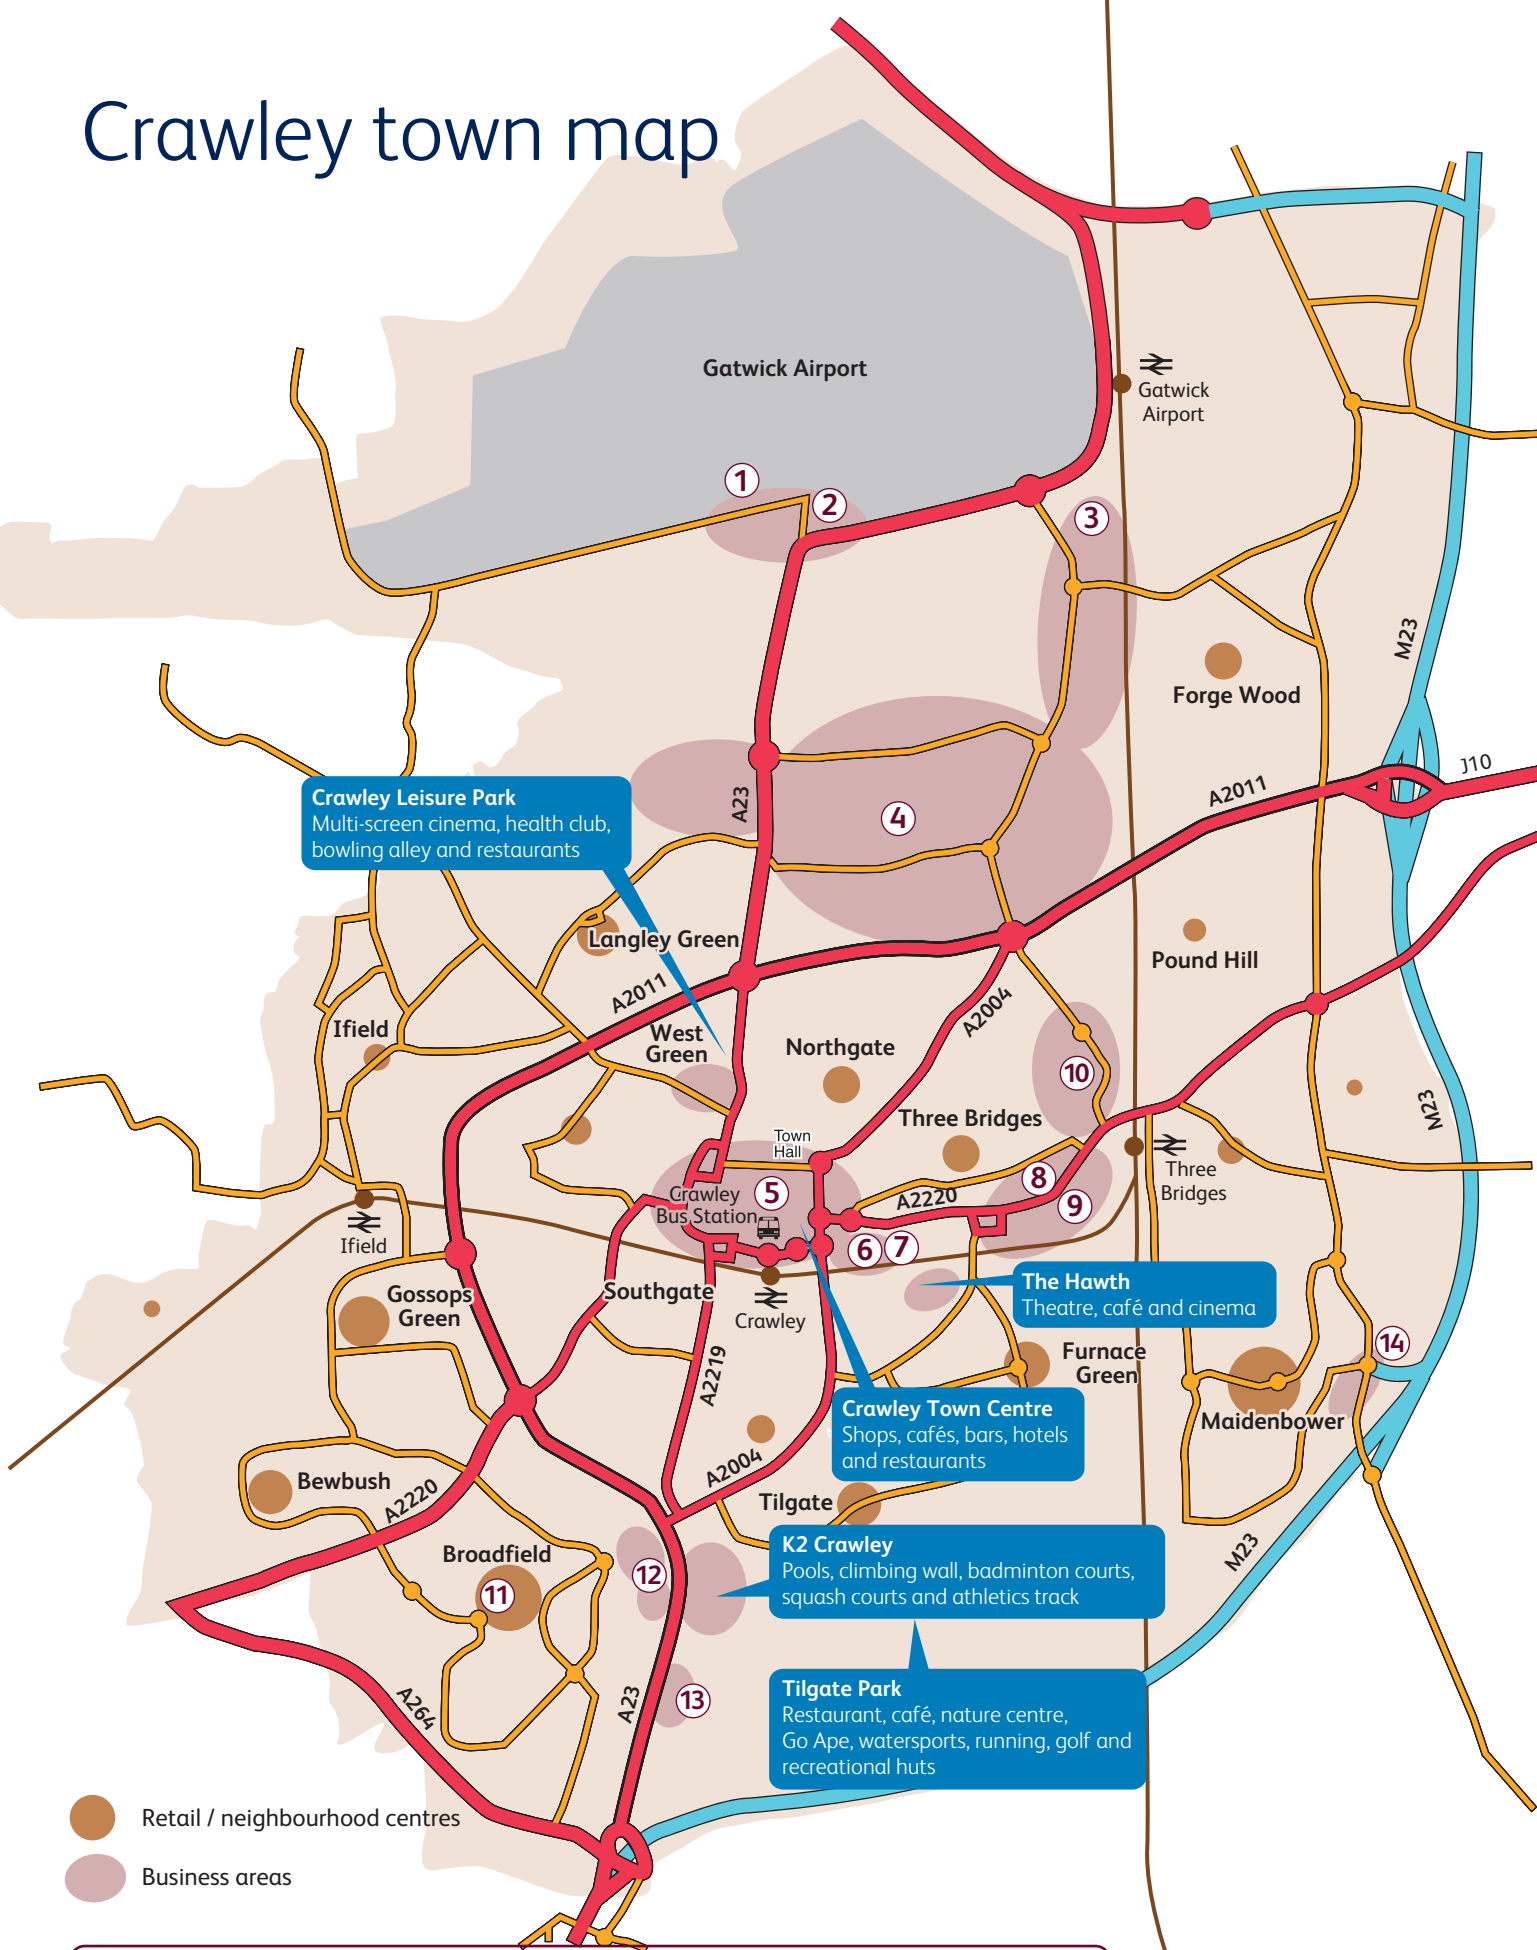 Crawley town map
Gatwick Airport
Gatwick
Airport
1
2
3
M23
Forge Wood
J10
A2011
A23
4
Crawley Leisure Park
Multi-screen cinema, health club,
bowling alley and restaurants
Langley Green
Pound Hill
A2011
A2004
Ifield
West
Green
Northgate
10
M23
Three Bridges
Town
Hall
Three
Bridges
8
9
A2220
5
Crawley
Bus Station
6
7
Ifield
Southgate
Crawley
The Hawth
Theatre, café and cinema
Gossops
Green
14
Furnace
Green
A2219
Crawley Town Centre
Shops, cafés, bars, hotels
and restaurants
Maidenbower
Bewbush
A2220
A2004
Tilgate
Broadfield
11
12
K2 Crawley
Pools, climbing wall, badminton courts,
squash courts and athletics track
M23
13
A23
A264
Tilgate Park
Restaurant, café, nature centre,
Go Ape, watersports, running, golf and
recreational huts
Retail / neighbourhood centres
Business areas